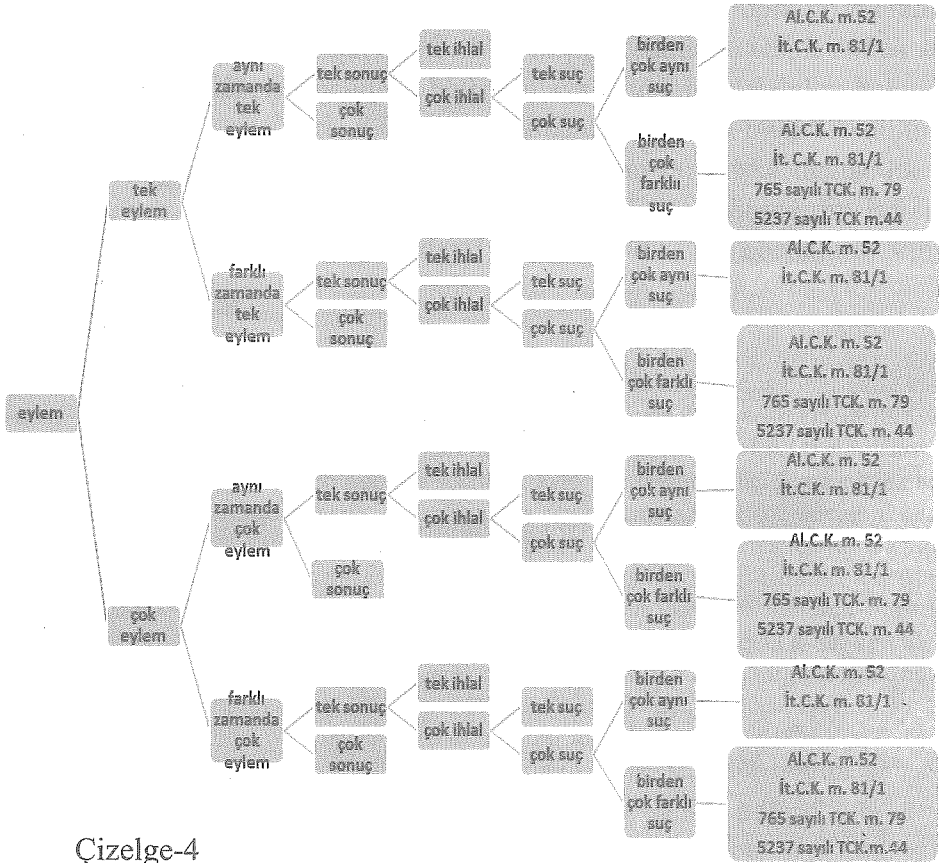 eylem
tek
eylem
aynı
zamanda
tek
eylem
tek sonuç
çok
sonuç
tek ihlal
çok ihlal
tek suç
çok suç
birden
çok aynı
suç
Al.C.K. m.52
İt.C.K. m. 81/1
birden
çok
farklı
suç
Al.C.K. m. 52
İt. C.K. m. 81/1
765 sayılı TCK. m. 79
5237 sayılı TCK m.44
farklı
zamanda
tek
eylem
tek sonuç
çok
sonuç
tek ihlal
çok ihlal
tek suç
çok suç
birden
çok aynı
suç
Al.C.K. m. 52
İt.C.K. m. 81/1
birden
çok farklı
suç
Al.C.K. m. 52
İt.C.K. m. 81/1
765 sayılı TCK. m. 79
5237 sayılı TCK. m. 44
çok
eylem
aynı
zamanda
çok
eylem
tek sonuç
çok
sonuç
tek ihlal
çok ihlal
tek suç
çok suç
birden
çok aynı
suç
Al.C.K. m. 52
İt.C.K. m. 81/1
birden
çok farklı
suç
Al.C.K. m. 52
İt.C.K. m. 81/1
765 sayılı TCK. m. 79
5237 sayılı TCK. m. 44
farklı
zamanda
çok
eylem
tek sonuç
çok
sonuç
tek ihlal
çok ihlal
tek suç
çok suç
birden
çok aynı
suç
Al.C.K. m. 52
İt.C.K. m. 81/1
birden
çok farklı
suç
Al.C.K. m.52
İt.C.K. m. 81/1
765 sayılı TCK. m. 79
5237 sayılı TCK. m.44
Çizelge-4